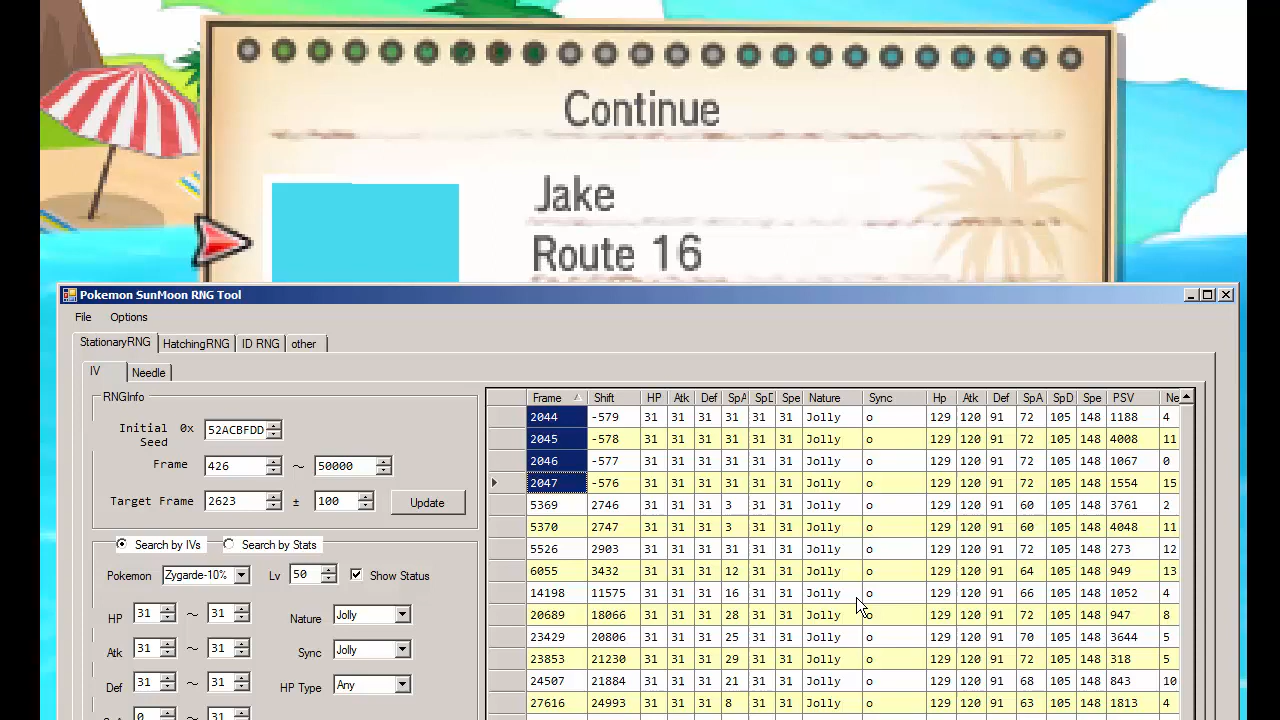 Continue
Jake
Route 16
Pokemon SunMoon RNG Tool
File Options
StationaryRNG HatchingRNG ID RNG other
IV Needle
RNGInfo
Initial Seed 0x 52ACBFDD
Frame 426 ～ 50000
Target Frame 2623 ± 100 Update
Search by IVs Search by Stats
Pokemon Zygarde-10% Lv 50 Show Status
HP 31 ～ 31 Nature Jolly
Atk 31 ～ 31 Sync Jolly
Def 31 ～ 31 HP Type Any
0 ～ 31
Frame Shift HP Atk Def SpA SpD Spe Nature Sync Hp Atk Def SpA SpD Spe PSV Ne
2044 -579 31 31 31 31 31 31 Jolly o 129 120 91 72 105 148 1188 4
2045 -578 31 31 31 31 31 31 Jolly o 129 120 91 72 105 148 4008 11
2046 -577 31 31 31 31 31 31 Jolly o 129 120 91 72 105 148 1067 0
2047 -576 31 31 31 31 31 31 Jolly o 129 120 91 72 105 148 1554 15
5369 2746 31 31 31 3 31 31 Jolly o 129 120 91 60 105 148 3761 2
5370 2747 31 31 31 3 31 31 Jolly o 129 120 91 60 105 148 4048 11
5526 2903 31 31 31 31 31 31 Jolly o 129 120 91 72 105 148 273 12
6055 3432 31 31 31 12 31 31 Jolly o 129 120 91 64 105 148 949 13
14198 11575 31 31 31 16 31 31 Jolly o 129 120 91 66 105 148 1052 4
20689 18066 31 31 31 28 31 31 Jolly o 129 120 91 72 105 148 947 8
23429 20806 31 31 31 25 31 31 Jolly o 129 120 91 70 105 148 3644 5
23853 21230 31 31 31 29 31 31 Jolly o 129 120 91 72 105 148 318 5
24507 21884 31 31 31 21 31 31 Jolly o 129 120 91 68 105 148 843 10
27616 24993 31 31 31 8 31 31 Jolly o 129 120 91 63 105 148 1813 4